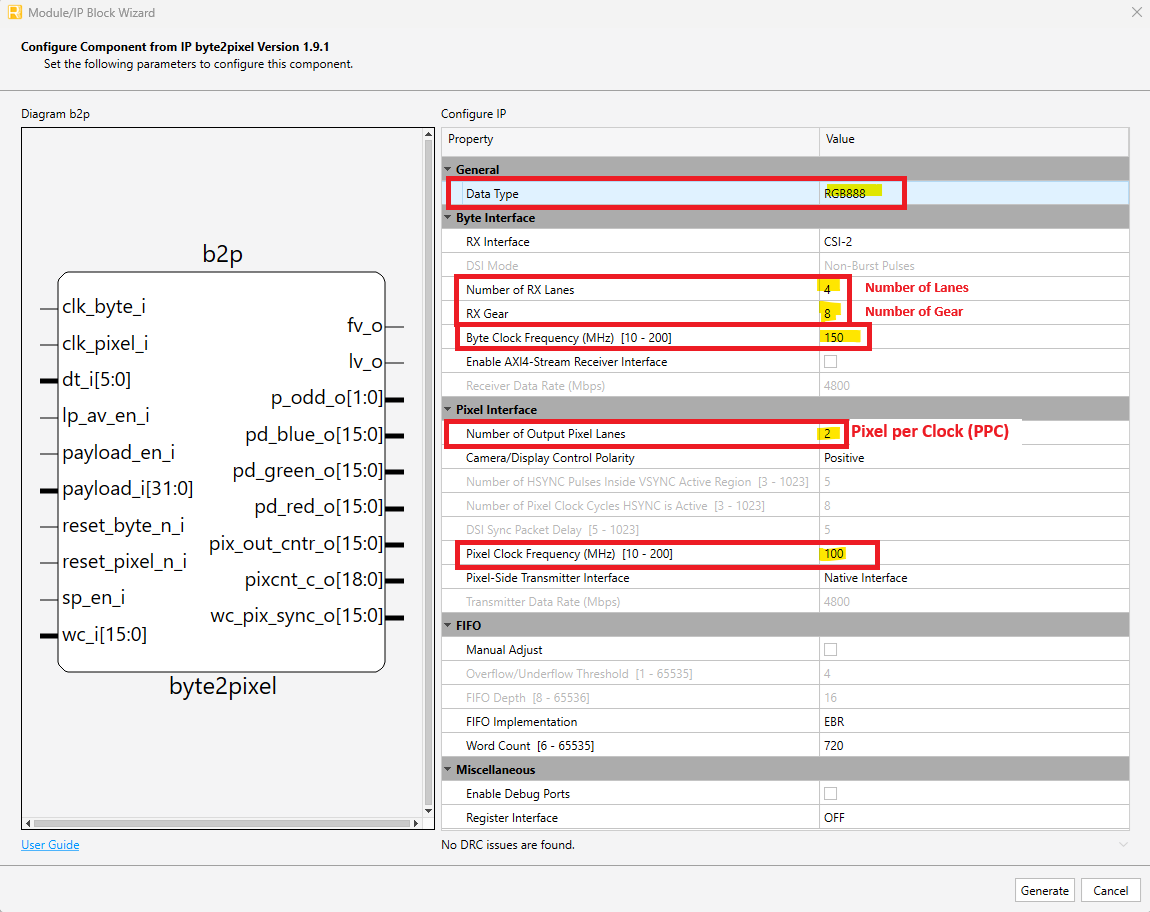 Module/IP Block Wizard
Configure Component from IP byte2pixel Version 1.9.1
Set the following parameters to configure this component.
Diagram b2p
b2p
clk_byte_i
clk_pixel_i
dt_i[5:0]
lp_av_en_i
payload_en_i
payload_i[31:0]
reset_byte_n_i
reset_pixel_n_i
sp_en_i
wc_i[15:0]
fv_o
lv_o
p_odd_o[1:0]
pd_blue_o[15:0]
pd_green_o[15:0]
pd_red_o[15:0]
pix_out_cntr_o[15:0]
pixcnt_c_o[18:0]
wc_pix_sync_o[15:0]
byte2pixel
User Guide
Configure IP
Property Value
General
Data Type RGB888
Byte Interface
RX Interface CSI-2
DSI Mode Non-Burst Pulses
Number of RX Lanes 4 Number of Lanes
RX Gear 8 Number of Gear
Byte Clock Frequency (MHz) [10 - 200] 150
Enable AXI4-Stream Receiver Interface
Receiver Data Rate (Mbps) 4800
Pixel Interface
Number of Output Pixel Lanes 2 Pixel per Clock (PPC)
Camera/Display Control Polarity Positive
Number of HSYNC Pulses Inside VSYNC Active Region [3 - 1023] 5
Number of Pixel Clock Cycles HSYNC is Active [3 - 1023] 8
DSI Sync Packet Delay [5 - 1023] 5
Pixel Clock Frequency (MHz) [10 - 200] 100
Pixel-Side Transmitter Interface Native Interface
Transmitter Data Rate (Mbps) 4800
FIFO
Manual Adjust
Overflow/Underflow Threshold [1 - 65535] 4
FIFO Depth [8 - 65536] 16
FIFO Implementation EBR
Word Count [6 - 65535] 720
Miscellaneous
Enable Debug Ports
Register Interface OFF
No DRC issues are found.
Generate Cancel